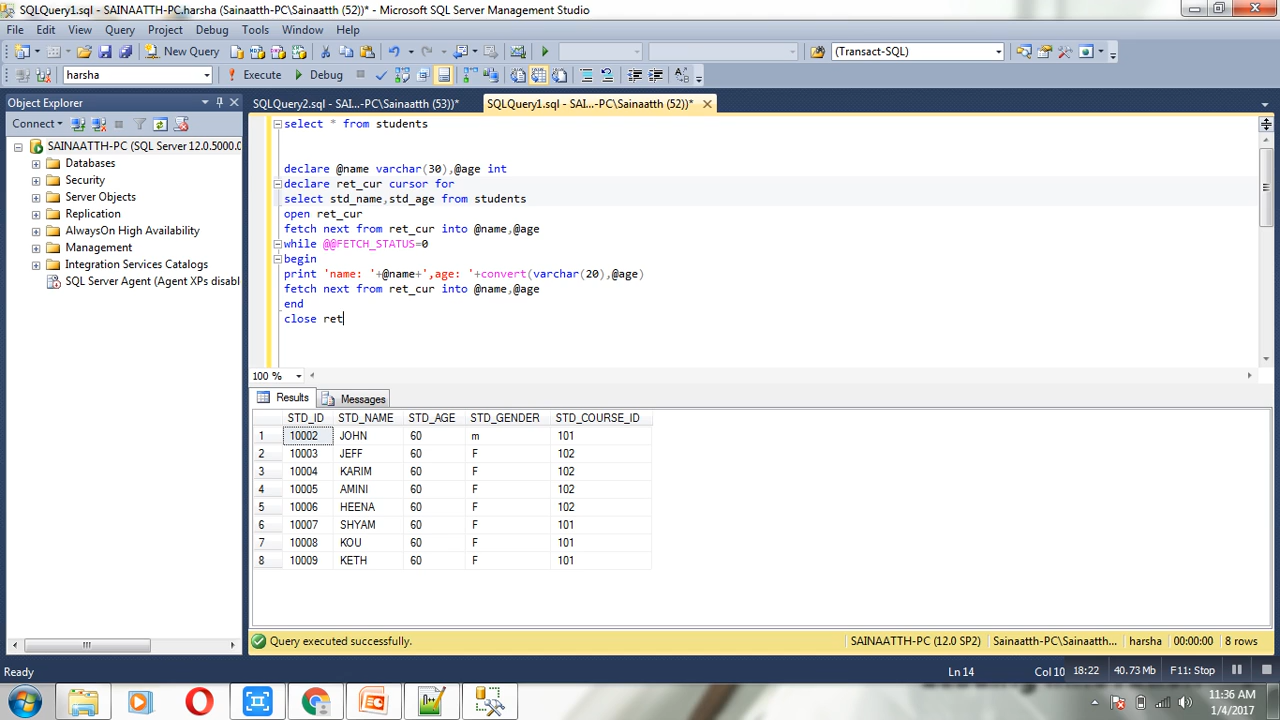 SQLQuery1.sql - SAINAATTH-PC.harsha (Sainaatth-PC\Sainaatth (52))* - Microsoft SQL Server Management Studio
File Edit View Query Project Debug Tools Window Help
New Query (Transact-SQL)
harsha Execute Debug
Object Explorer
Connect
SAINAATTH-PC (SQL Server 12.0.5000.0
Databases
Security
Server Objects
Replication
AlwaysOn High Availability
Management
Integration Services Catalogs
SQL Server Agent (Agent XPs disabl
SQLQuery2.sql - SAI...-PC\Sainaatth (53))* SQLQuery1.sql - SAI...-PC\Sainaatth (52))*
select * from students
declare @name varchar(30),@age int
declare ret_cur cursor for
select std_name,std_age from students
open ret_cur
fetch next from ret_cur into @name,@age
while @@FETCH_STATUS=0
begin
print 'name: '+@name+',age: '+convert(varchar(20),@age)
fetch next from ret_cur into @name,@age
end
close ret
100 %
Results Messages
STD_ID STD_NAME STD_AGE STD_GENDER STD_COURSE_ID
1 10002 JOHN 60 m 101
2 10003 JEFF 60 F 102
3 10004 KARIM 60 F 102
4 10005 AMINI 60 F 102
5 10006 HEENA 60 F 102
6 10007 SHYAM 60 F 101
7 10008 KOU 60 F 101
8 10009 KETH 60 F 101
Query executed successfully. SAINAATTH-PC (12.0 SP2) Sainaatth-PC\Sainaatth... harsha 00:00:00 8 rows
Ready Ln 14 Col 10 18:22 40.73 Mb F11: Stop
11:36 AM
1/4/2017